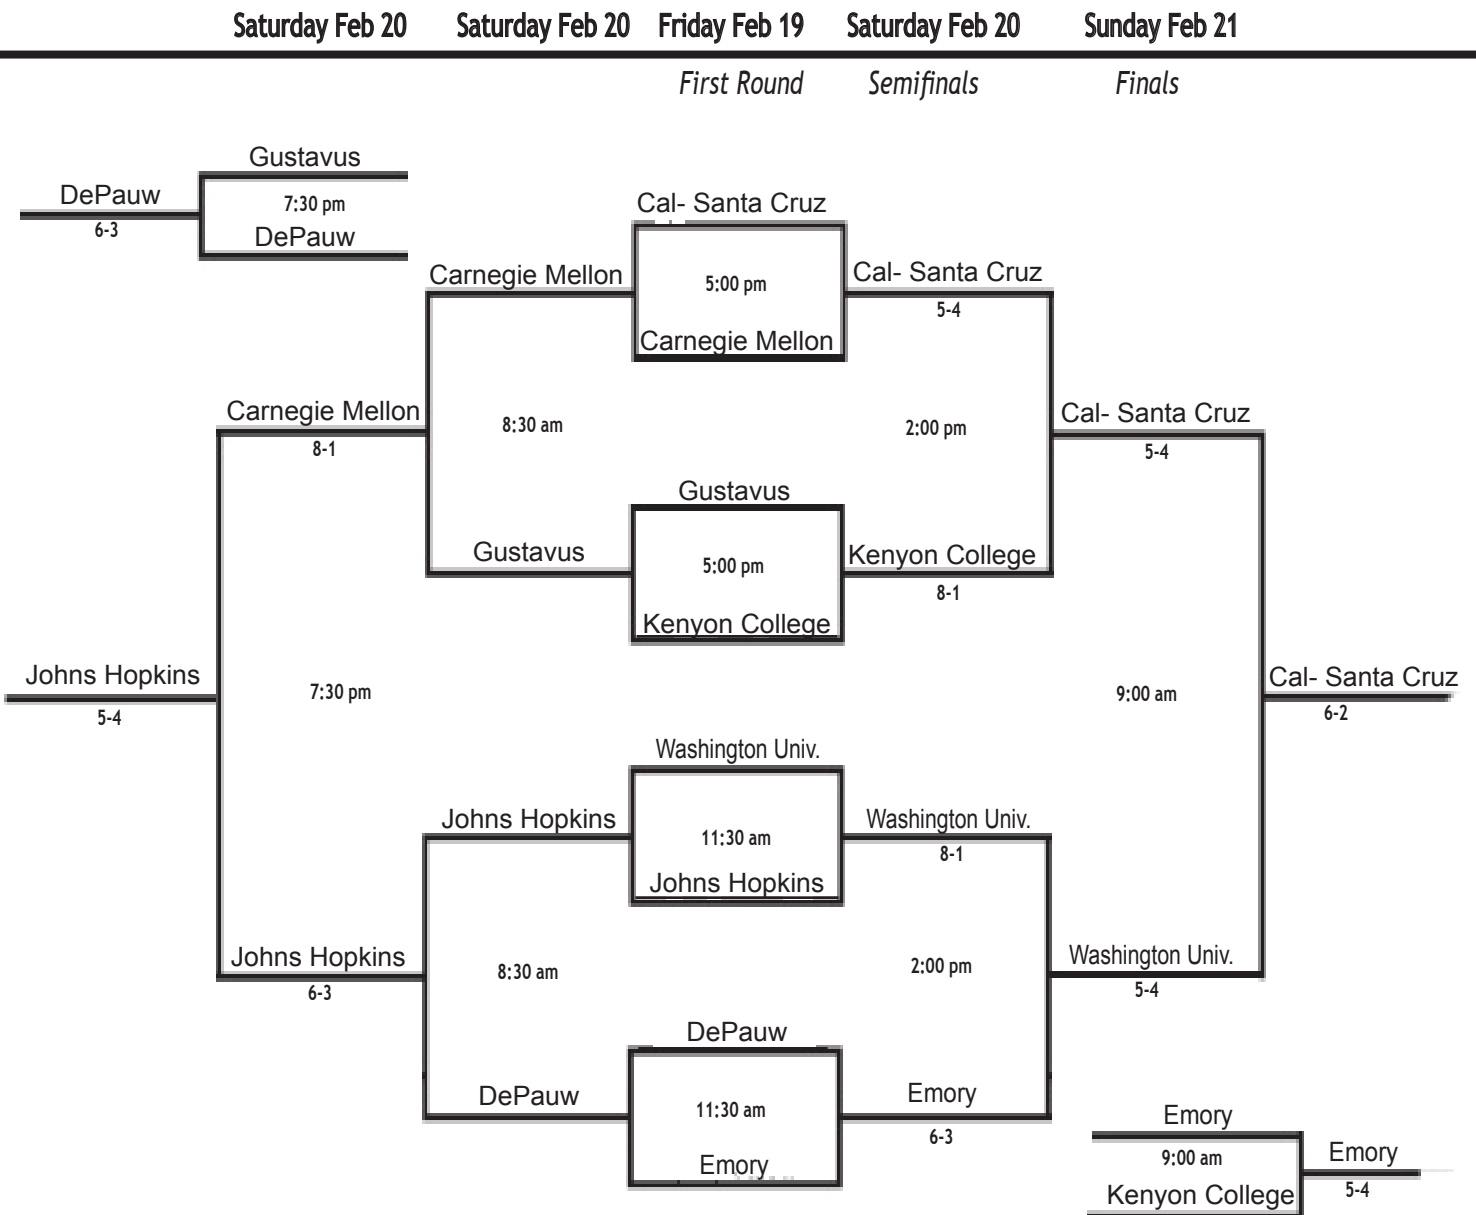 Saturday Feb 20 Saturday Feb 20 Friday Feb 19 Saturday Feb 20 Sunday Feb 21
First Round Semifinals Finals
Gustavus
DePauw
7:30 pm
6-3
DePauw
Cal- Santa Cruz
Carnegie Mellon
5:00 pm
Cal- Santa Cruz
5-4
Carnegie Mellon
Carnegie Mellon
8-1
8:30 am
2:00 pm
Cal- Santa Cruz
5-4
Gustavus
Gustavus
5:00 pm
Kenyon College
8-1
Kenyon College
Johns Hopkins
5-4
7:30 pm
9:00 am
Cal- Santa Cruz
6-2
Washington Univ.
Johns Hopkins
11:30 am
Washington Univ.
8-1
Johns Hopkins
Johns Hopkins
6-3
8:30 am
2:00 pm
Washington Univ.
5-4
DePauw
DePauw
11:30 am
Emory
6-3
Emory
Emory
9:00 am
Emory
5-4
Kenyon College